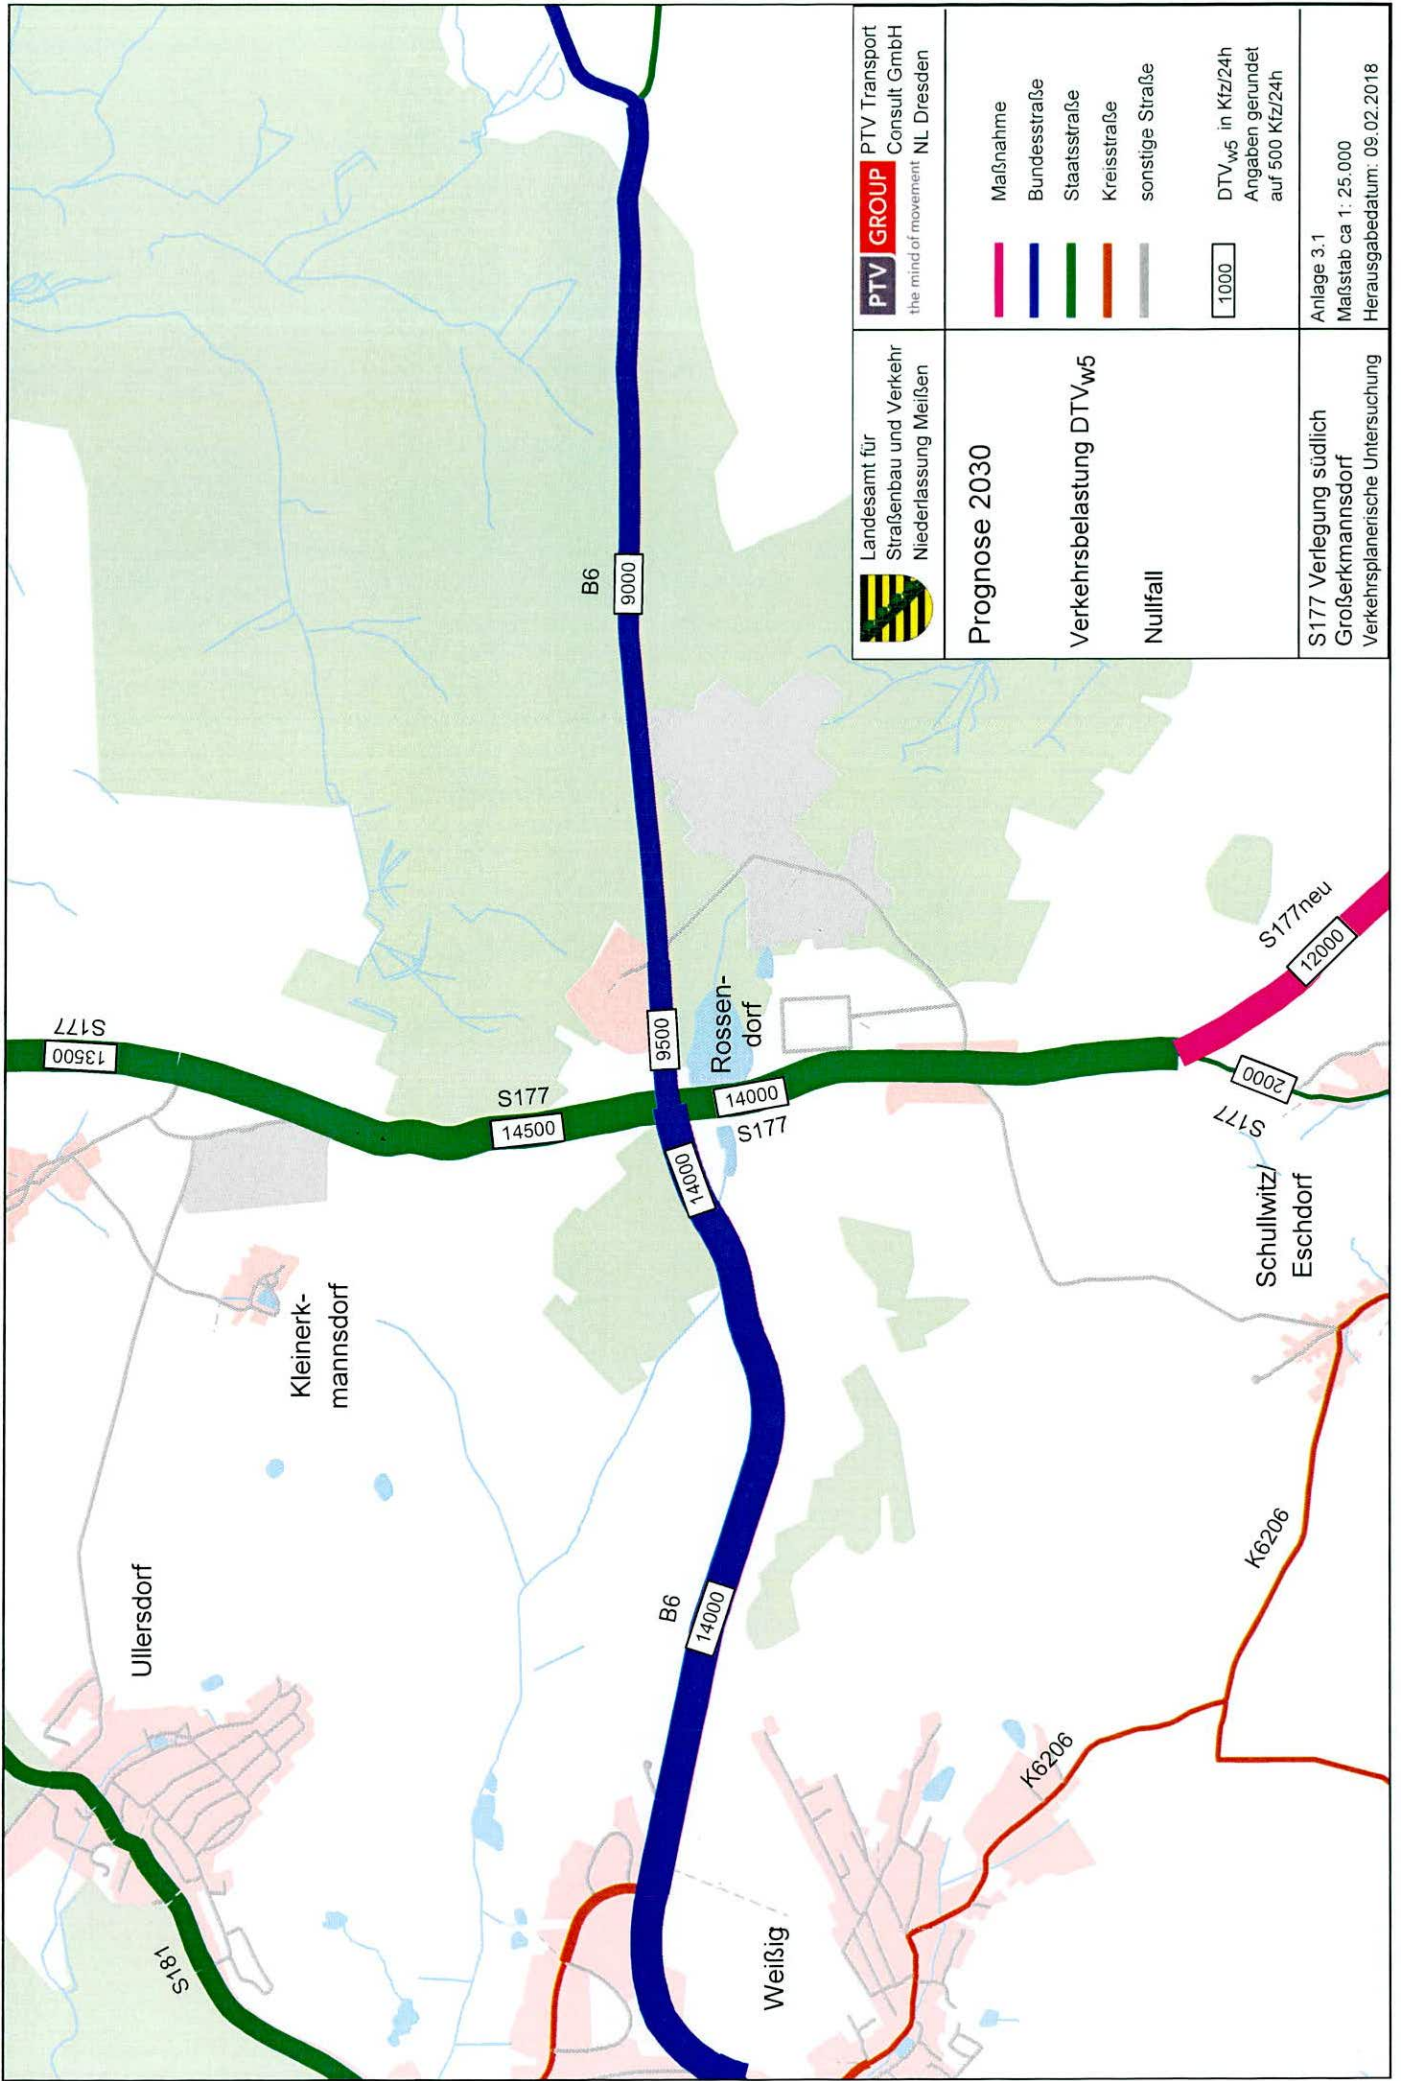 Ullersdorf
S181
Kleinerk-
mannsdorf
S177
13500
S177
14500
B6
14000
14000
9500
B6
9000
Rossen-
dorf
14000
S177
Weißig
K6206
K6206
Schullwitz/
Eschdorf
S177
2000
S177neu
12000
Landesamt für
Straßenbau und Verkehr
Niederlassung Meißen
PTV GROUP
the mind of movement
PTV Transport
Consult GmbH
NL Dresden
Prognose 2030
Verkehrsbelastung DTVw5
Nullfall
Maßnahme
Bundesstraße
Staatsstraße
Kreisstraße
sonstige Straße
1000
DTVw5 in Kfz/24h
Angaben gerundet
auf 500 Kfz/24h
S177 Verlegung südlich
Großerkmannsdorf
Verkehrsplanerische Untersuchung
Anlage 3.1
Maßstab ca 1: 25.000
Herausgabedatum: 09.02.2018